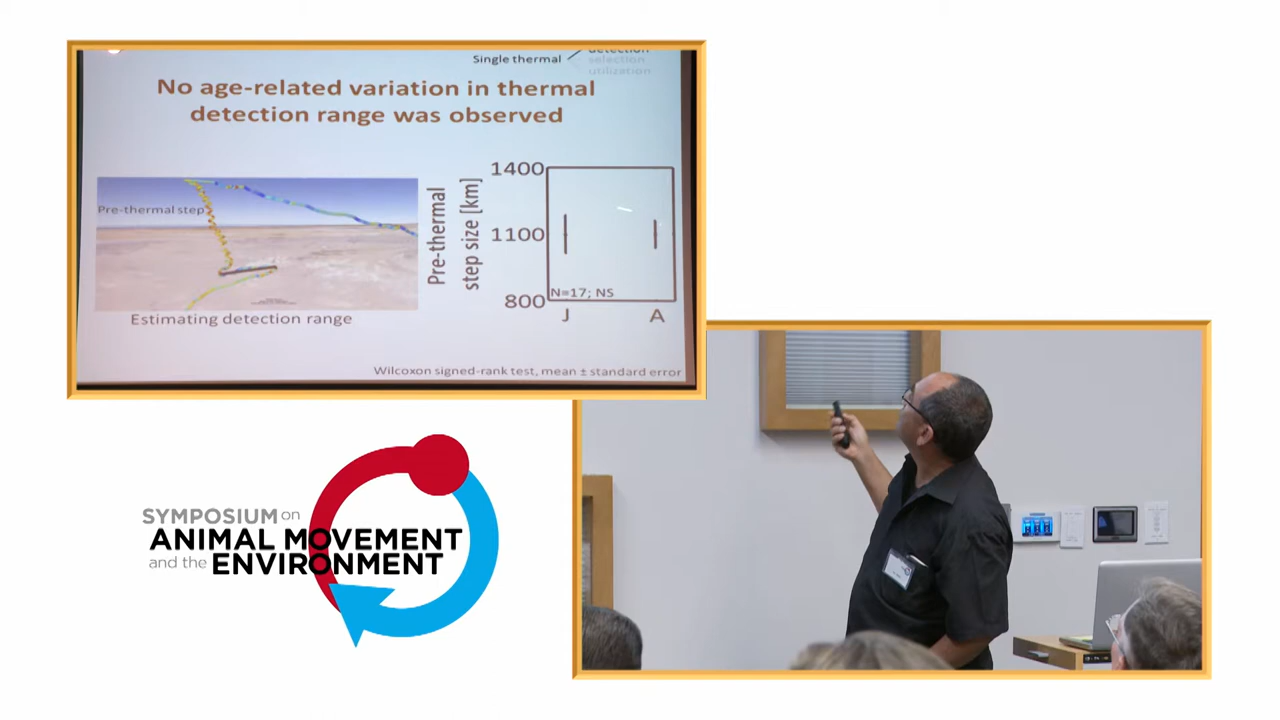 Single thermal
detection
selection
utilization
No age-related variation in thermal
detection range was observed
Pre-thermal step
Estimating detection range
Pre-thermal
step size [km]
1400
1100
800
N=17; NS
J
A
Wilcoxon signed-rank test, mean ± standard error
SYMPOSIUM on
ANIMAL MOVEMENT
and the ENVIRONMENT